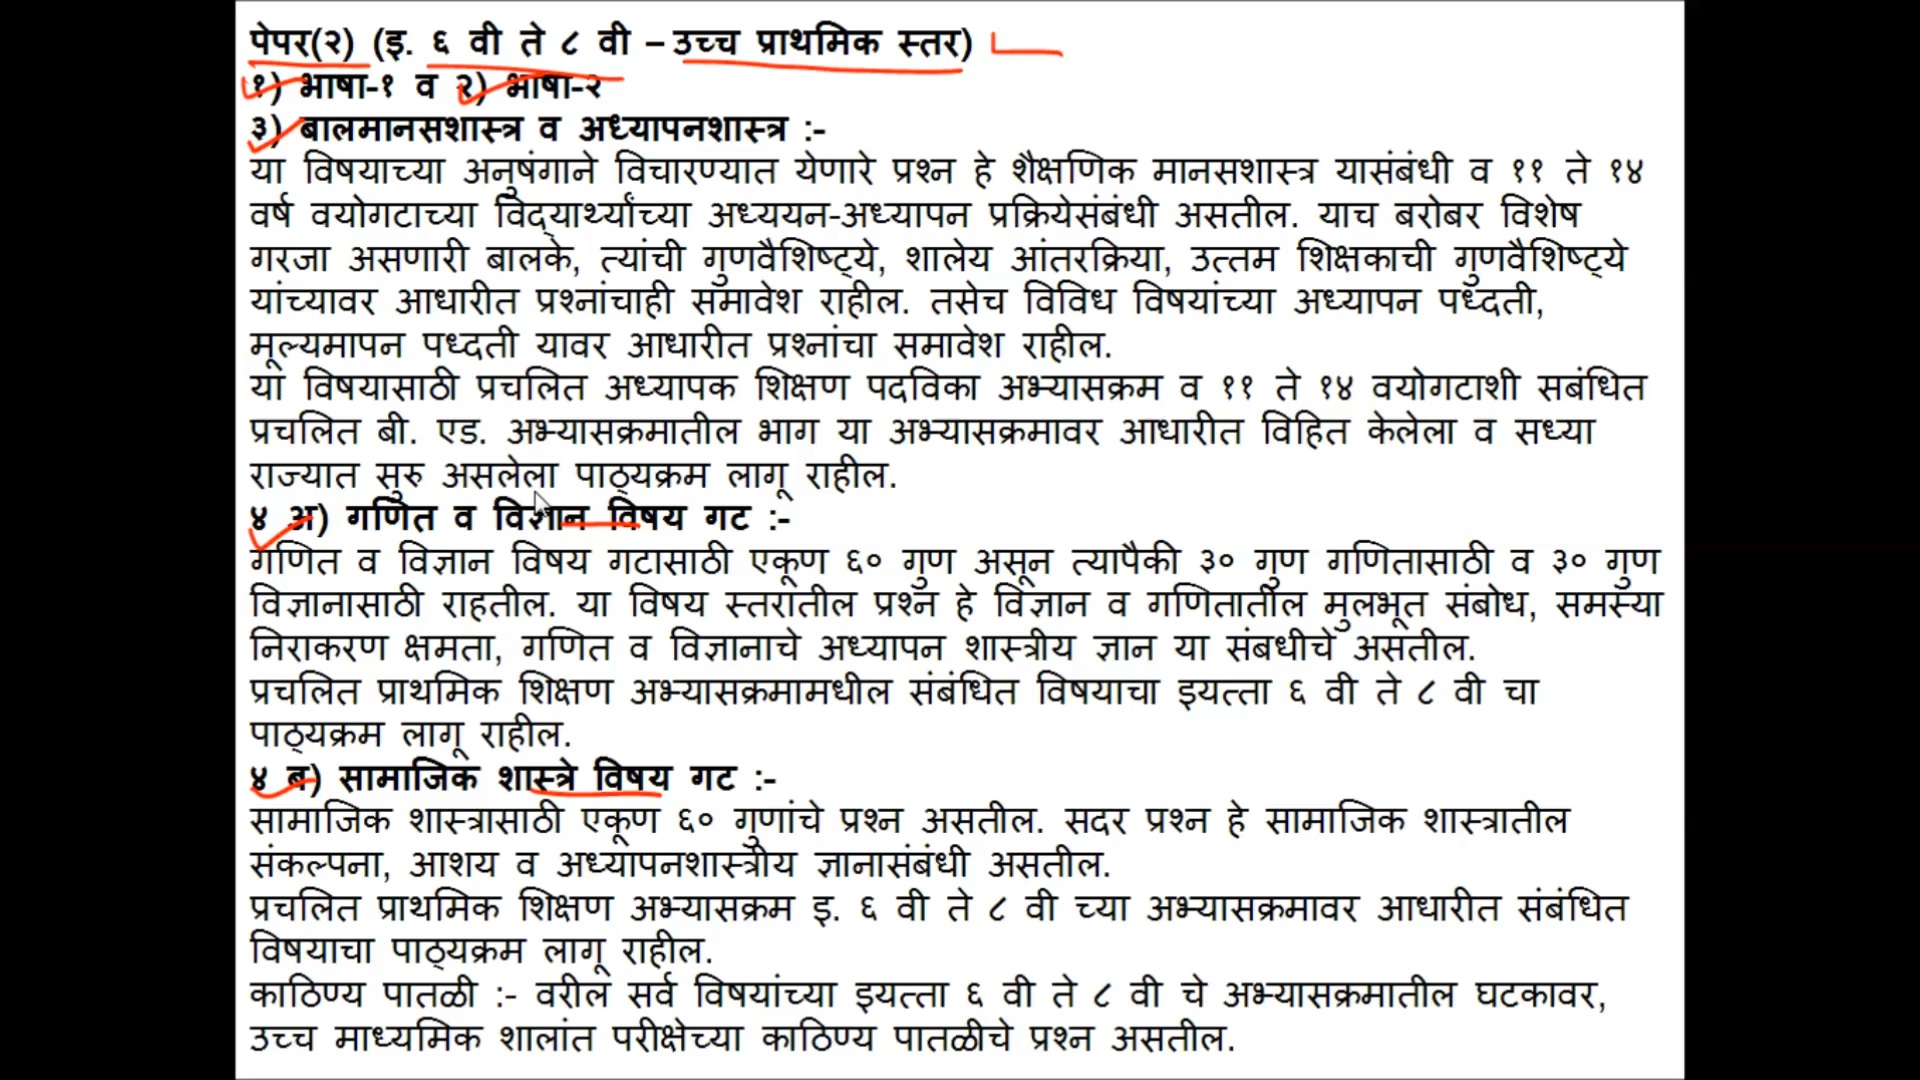 पेपर(२) (इ. ६ वी ते ८ वी – उच्च प्राथमिक स्तर)
१) भाषा-१ व २) भाषा-२
३) बालमानसशास्त्र व अध्यापनशास्त्र :-
या विषयाच्या अनुषंगाने विचारण्यात येणारे प्रश्न हे शैक्षणिक मानसशास्त्र यासंबंधी व ११ ते १४
वर्ष वयोगटाच्या विद्यार्थ्यांच्या अध्ययन-अध्यापन प्रक्रियेसंबंधी असतील. याच बरोबर विशेष
गरजा असणारी बालके, त्यांची गुणवैशिष्ट्ये, शालेय आंतरक्रिया, उत्तम शिक्षकाची गुणवैशिष्ट्ये
यांच्यावर आधारीत प्रश्नांचाही समावेश राहील. तसेच विविध विषयांच्या अध्यापन पध्दती,
मूल्यमापन पध्दती यावर आधारीत प्रश्नांचा समावेश राहील.
या विषयासाठी प्रचलित अध्यापक शिक्षण पदविका अभ्यासक्रम व ११ ते १४ वयोगटाशी सबंधित
प्रचलित बी. एड. अभ्यासक्रमातील भाग या अभ्यासक्रमावर आधारीत विहित केलेला व सध्या
राज्यात सुरु असलेला पाठ्यक्रम लागू राहील.
४ अ) गणित व विज्ञान विषय गट :-
गणित व विज्ञान विषय गटासाठी एकूण ६० गुण असून त्यापैकी ३० गुण गणितासाठी व ३० गुण
विज्ञानासाठी राहतील. या विषय स्तरातील प्रश्न हे विज्ञान व गणितातील मुलभूत संबोध, समस्या
निराकरण क्षमता, गणित व विज्ञानाचे अध्यापन शास्त्रीय ज्ञान या संबधीचे असतील.
प्रचलित प्राथमिक शिक्षण अभ्यासक्रमामधील संबंधित विषयाचा इयत्ता ६ वी ते ८ वी चा
पाठ्यक्रम लागू राहील.
४ ब) सामाजिक शास्त्रे विषय गट :-
सामाजिक शास्त्रासाठी एकूण ६० गुणांचे प्रश्न असतील. सदर प्रश्न हे सामाजिक शास्त्रातील
संकल्पना, आशय व अध्यापनशास्त्रीय ज्ञानासंबंधी असतील.
प्रचलित प्राथमिक शिक्षण अभ्यासक्रम इ. ६ वी ते ८ वी च्या अभ्यासक्रमावर आधारीत संबंधित
विषयाचा पाठ्यक्रम लागू राहील.
काठिण्य पातळी :- वरील सर्व विषयांच्या इयत्ता ६ वी ते ८ वी चे अभ्यासक्रमातील घटकावर,
उच्च माध्यमिक शालांत परीक्षेच्या काठिण्य पातळीचे प्रश्न असतील.